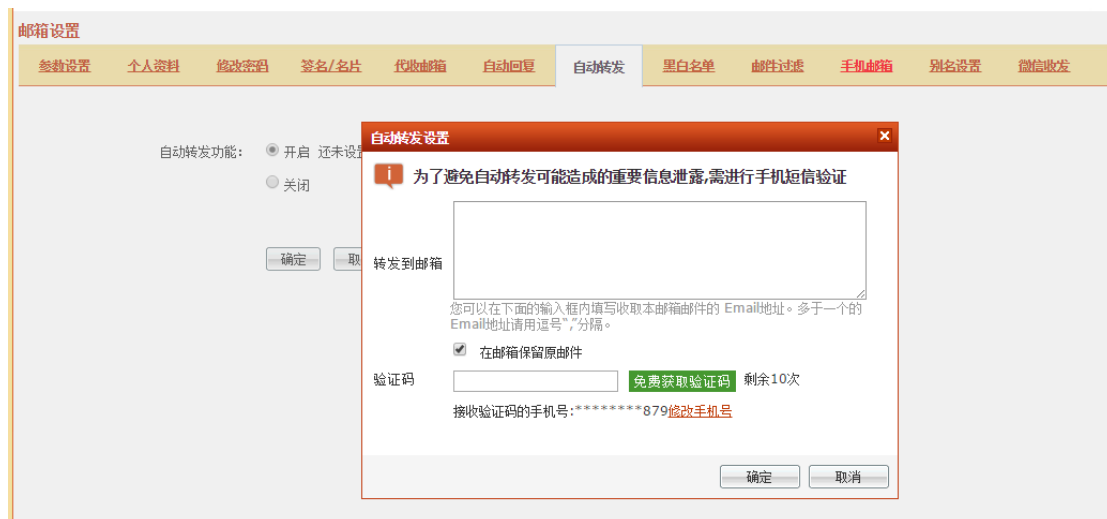 邮箱设置
参数设置 个人资料 修改密码 签名/名片 代收邮箱 自动回复 自动转发 黑白名单 邮件过滤 手机邮箱 别名设置 微信收发
自动转发设置
自动转发功能: 开启 还未设
为了避免自动转发可能造成的重要信息泄露,需进行手机短信验证
关闭
确定 取
转发到邮箱
您可以在下面的输入框内填写收取本邮箱邮件的 Email地址。多于一个的
Email地址请用逗号“,”分隔。
在邮箱保留原邮件
验证码 免费获取验证码 剩余10次
接收验证码的手机号:********879修改手机号
确定 取消